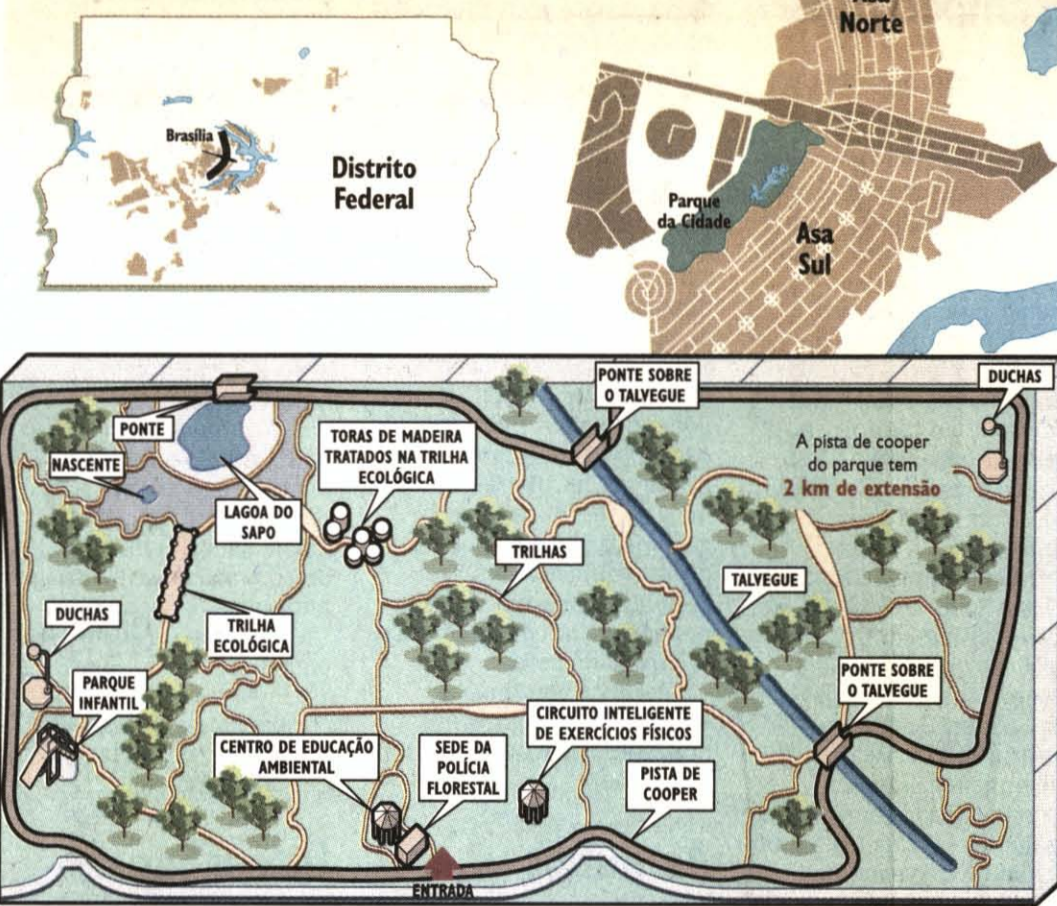 Brasília
Distrito
Federal
Asa
Norte
Parque
da Cidade
Asa
Sul
PONTE SOBRE
O TALVEGUE
DUCHAS
PONTE
NASCENTE
TORAS DE MADEIRA
TRATADOS NA TRILHA
ECOLÓGICA
A pista de cooper
do parque tem
2 km de extensão
LAGOA DO
SAPO
TRILHAS
TALVEGUE
DUCHAS
TRILHA
ECOLÓGICA
PARQUE
INFANTIL
PONTE SOBRE
O TALVEGUE
CENTRO DE EDUCAÇÃO
AMBIENTAL
SEDE DA
POLÍCIA
FLORESTAL
CIRCUITO INTELIGENTE
DE EXERCÍCIOS FÍSICOS
PISTA DE
COOPER
ENTRADA